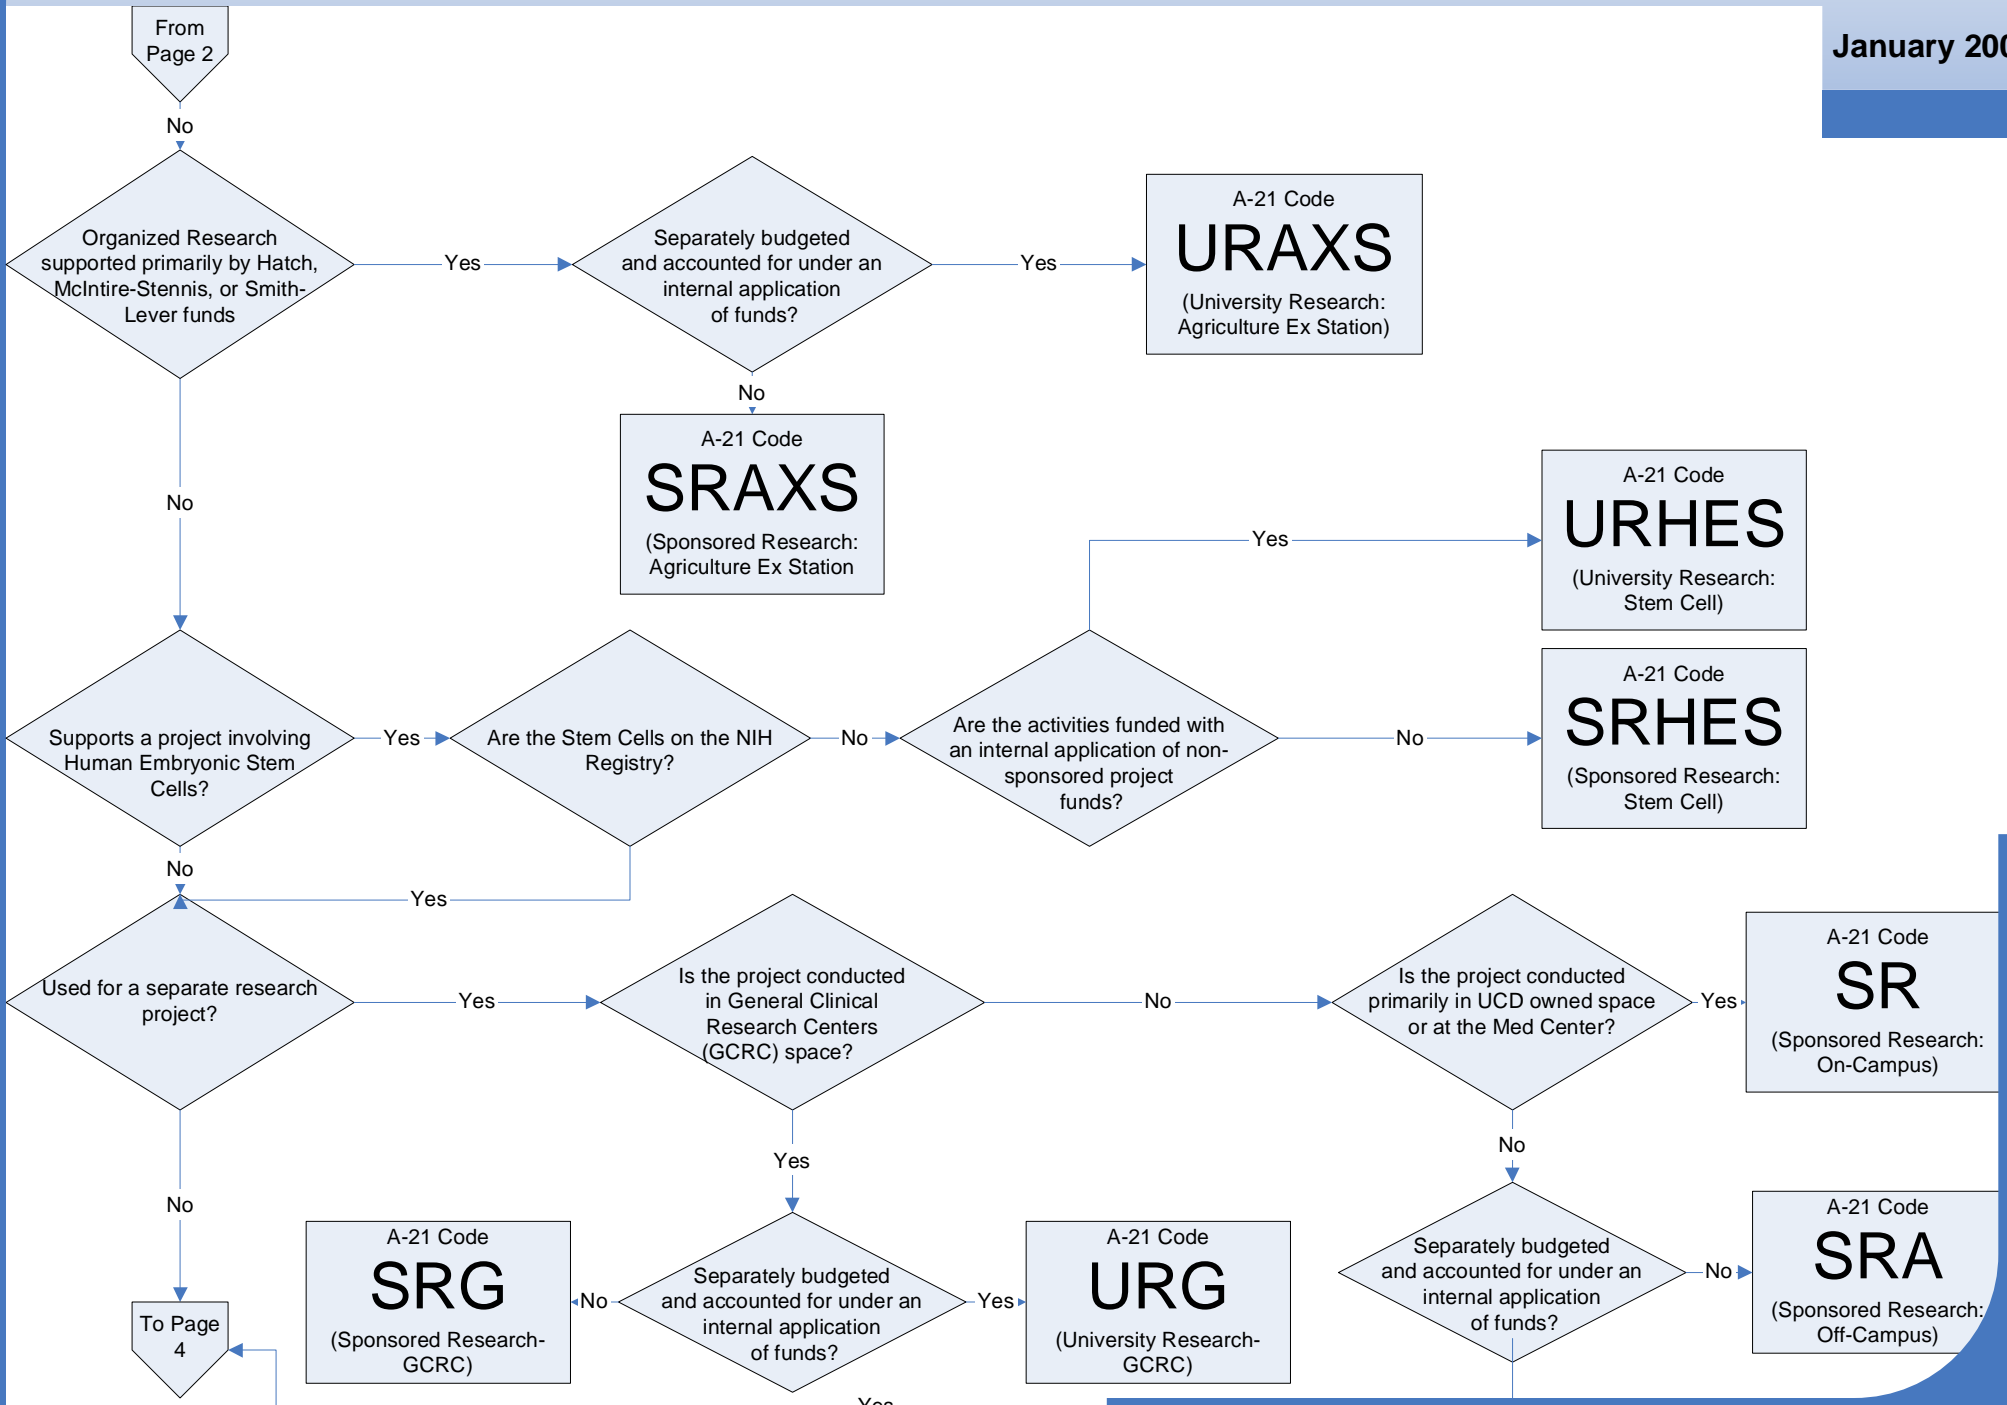 From
Page 2
January 200
No
Organized Research
supported primarily by Hatch,
McIntire-Stennis, or Smith-
Lever funds
Yes
Separately budgeted
and accounted for under an
internal application
of funds?
Yes
A-21 Code
URAXS
(University Research:
Agriculture Ex Station)
No
A-21 Code
SRAXS
(Sponsored Research:
Agriculture Ex Station
No
A-21 Code
URHES
(University Research:
Stem Cell)
Yes
Supports a project involving
Human Embryonic Stem
Cells?
Yes
Are the Stem Cells on the NIH
Registry?
No
Are the activities funded with
an internal application of non-
sponsored project
funds?
No
A-21 Code
SRHES
(Sponsored Research:
Stem Cell)
No
Yes
Used for a separate research
project?
Yes
Is the project conducted
in General Clinical
Research Centers
(GCRC) space?
No
Is the project conducted
primarily in UCD owned space
or at the Med Center?
Yes
A-21 Code
SR
(Sponsored Research:
On-Campus)
No
Yes
No
To Page
4
A-21 Code
SRG
(Sponsored Research-
GCRC)
No
Separately budgeted
and accounted for under an
internal application
of funds?
Yes
A-21 Code
URG
(University Research-
GCRC)
Separately budgeted
and accounted for under an
internal application
of funds?
No
A-21 Code
SRA
(Sponsored Research:
Off-Campus)
Yes